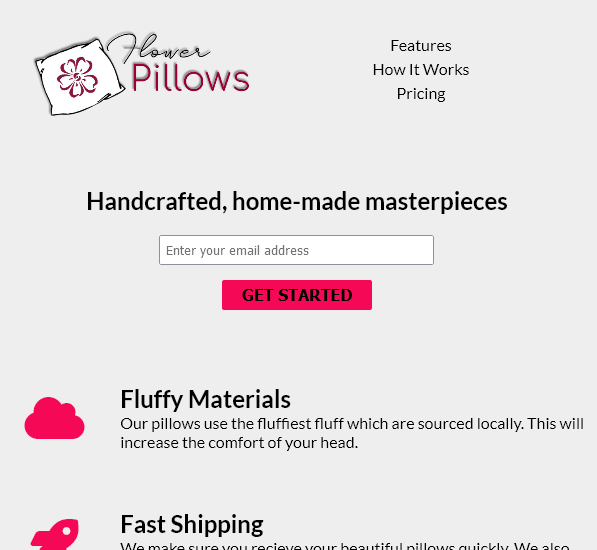 Flower
Pillows
Features
How It Works
Pricing
Handcrafted, home-made masterpieces
Enter your email address
GET STARTED
Fluffy Materials
Our pillows use the fluffiest fluff which are sourced locally. This will
increase the comfort of your head.
Fast Shipping
We make sure you recieve your beautiful pillows quickly. We also